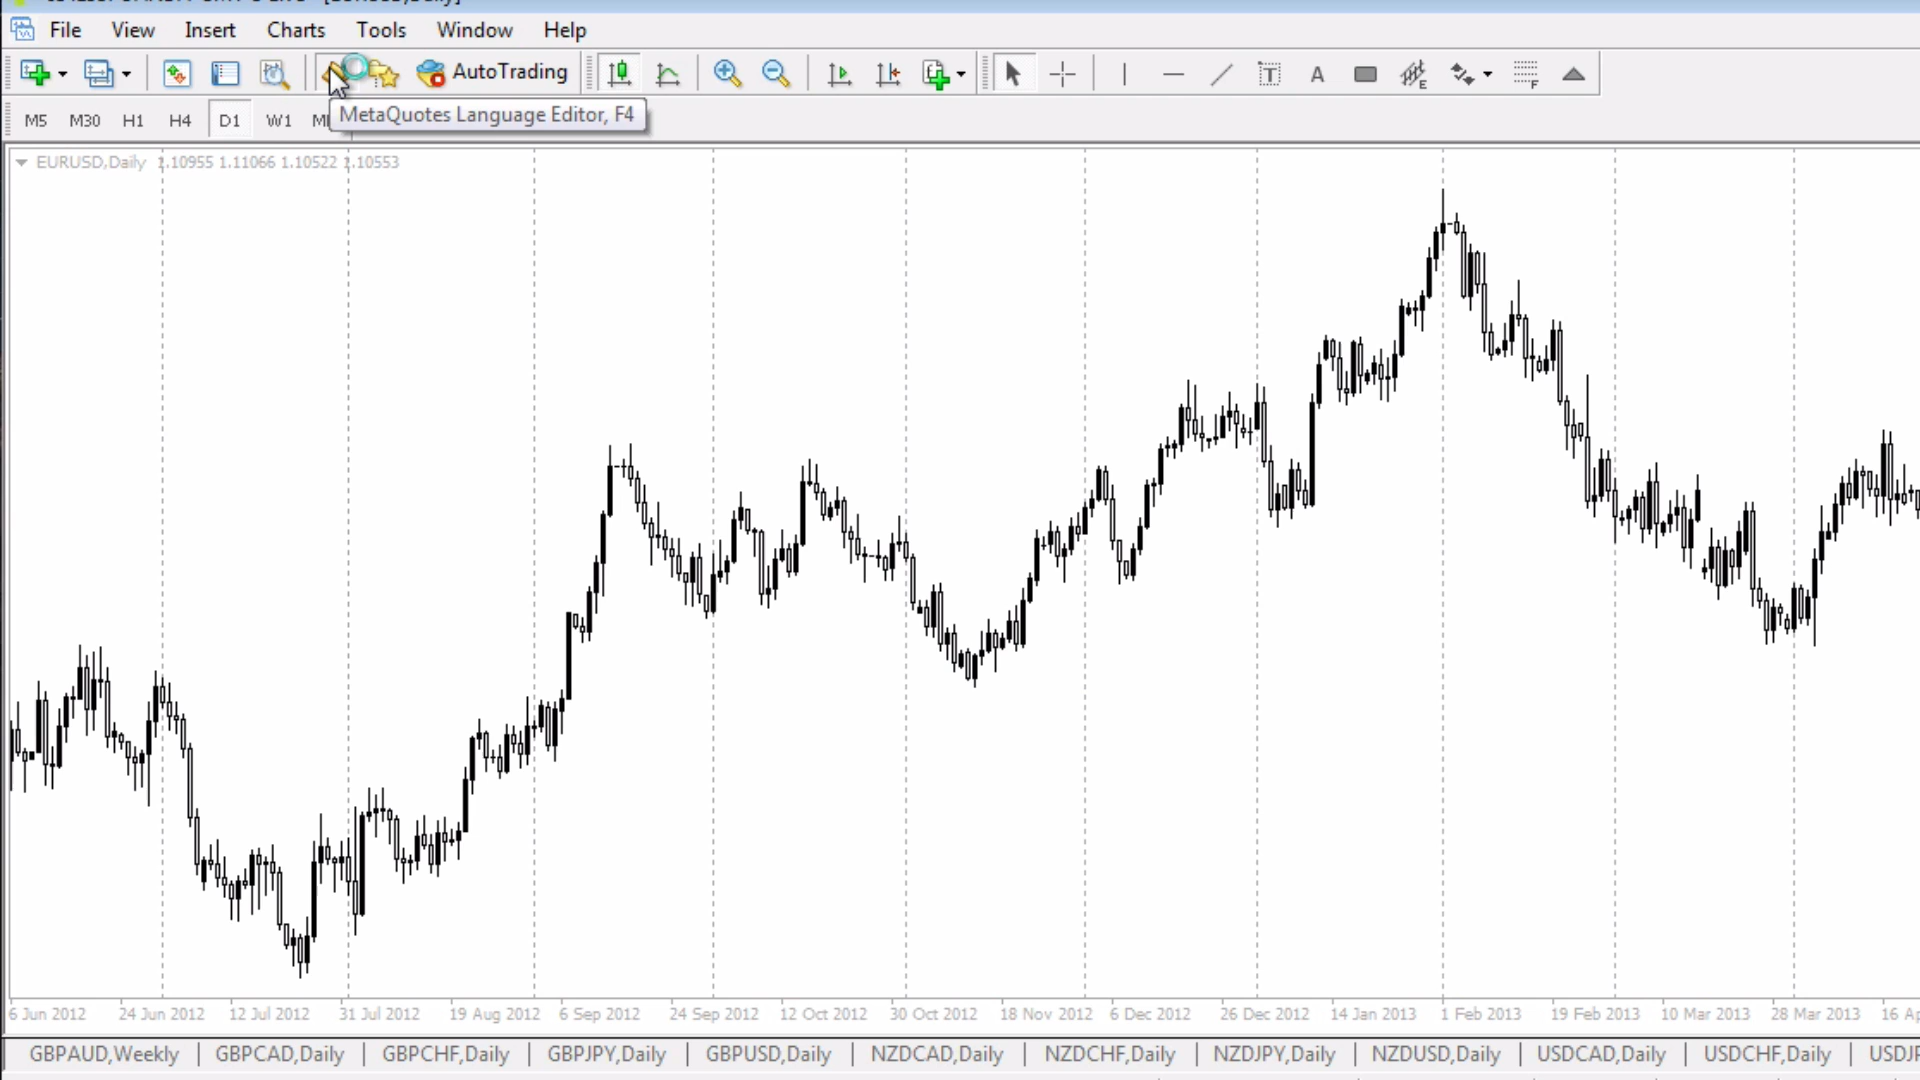 File View Insert Charts Tools Window Help
AutoTrading
M5 M30 H1 H4 D1 W1
MetaQuotes Language Editor, F4
EURUSD,Daily 1.10955 1.11066 1.10522 1.10553
6 Jun 2012 24 Jun 2012 12 Jul 2012 31 Jul 2012 19 Aug 2012 6 Sep 2012 24 Sep 2012 12 Oct 2012 30 Oct 2012 18 Nov 2012 6 Dec 2012 26 Dec 2012 14 Jan 2013 1 Feb 2013 19 Feb 2013 10 Mar 2013 28 Mar 2013 16
GBPAUD,Weekly GBPCAD,Daily GBPCHF,Daily GBPJPY,Daily GBPUSD,Daily NZDCAD,Daily NZDCHF,Daily NZDJPY,Daily NZDUSD,Daily USDCAD,Daily USDCHF,Daily